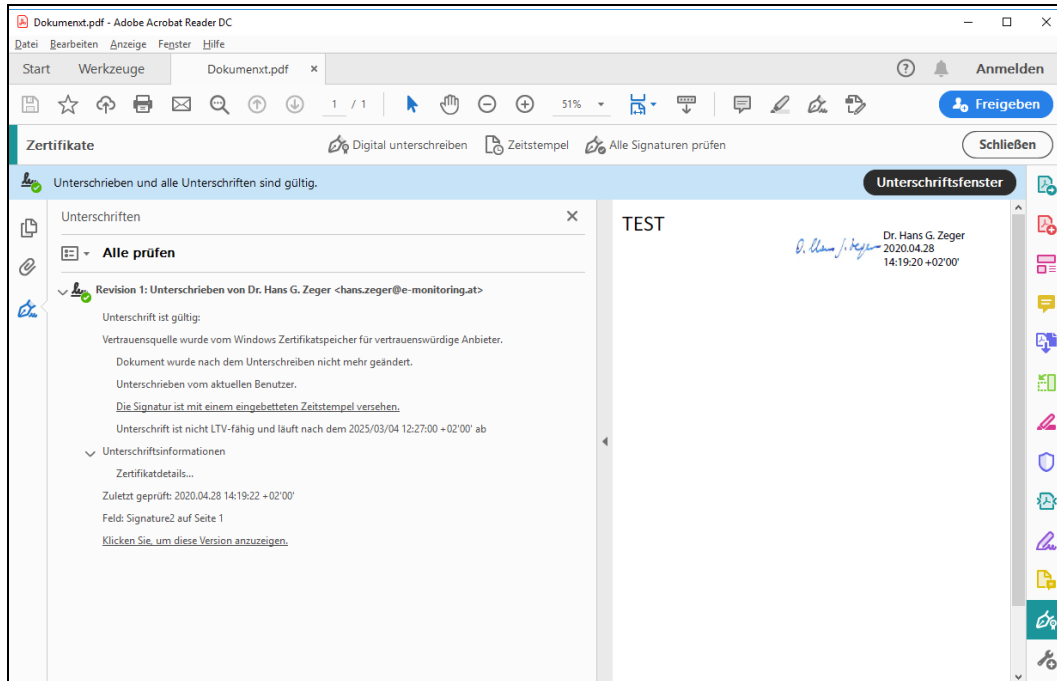 Dokumenxt.pdf - Adobe Acrobat Reader DC
Datei Bearbeiten Anzeige Fenster Hilfe
Start Werkzeuge Dokumenxt.pdf × Anmelden
1 / 1 51% Freigeben
Zertifikate Digital unterschreiben Zeitstempel Alle Signaturen prüfen Schließen
Unterschrieben und alle Unterschriften sind gültig. Unterschriftsfenster
Unterschriften
Alle prüfen
Revision 1: Unterschrieben von Dr. Hans G. Zeger <hans.zeger@e-monitoring.at>
Unterschrift ist gültig:
Vertrauensquelle wurde vom Windows Zertifikatspeicher für vertrauenswürdige Anbieter.
Dokument wurde nach dem Unterschreiben nicht mehr geändert.
Unterschrieben vom aktuellen Benutzer.
Die Signatur ist mit einem eingebetteten Zeitstempel versehen.
Unterschrift ist nicht LTV-fähig und läuft nach dem 2025/03/04 12:27:00 +02'00' ab
Unterschriftsinformationen
Zertifikatdetails...
Zuletzt geprüft: 2020.04.28 14:19:22 +02'00'
Feld: Signature2 auf Seite 1
Klicken Sie, um diese Version anzuzeigen.
TEST
Dr. Hans G. Zeger
2020.04.28
14:19:20 +02'00'